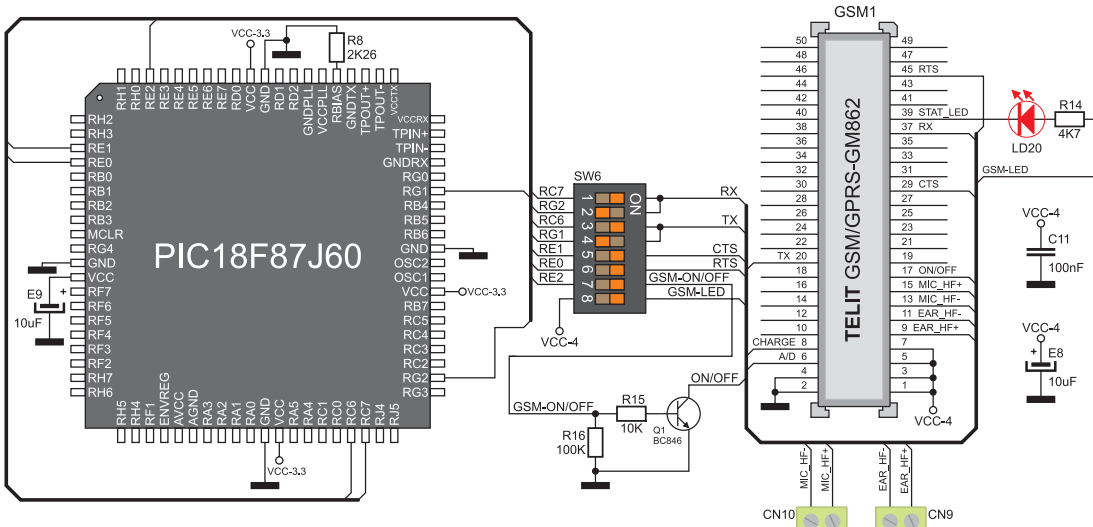 GSM1
VCC-3.3
R8
2K26
RH1
RH0
RE2
RE3
RE4
RE5
RE6
RE7
RD0
VCC
GND
RD1
RD2
GNDPLL
VCCPLL
RBIAS
GNDTX
TPOUT+
TPOUT-
VCCTX
RH2
RH3
RE1
RE0
RB0
RB1
RB2
RB3
MCLR
RG4
GND
VCC
RF7
RF6
RF5
RF4
RF3
RF2
RH7
RH6
PIC18F87J60
VCCRX
TPIN+
TPIN-
GNDRX
RG0
RG1
RB4
RB5
RB6
GND
OSC2
OSC1
VCC
RB7
RC5
RC4
RC3
RC2
RG2
RG3
RH5
RH4
RF1
ENVREG
AVCC
AGND
RA3
RA2
RA1
RA0
GND
VCC
RA5
RA4
RC1
RC0
RC6
RC7
RJ4
RJ5
E9
+
10uF
VCC-3.3
VCC-3.3
SW6
RC7
RG2
RC6
RG1
RE1
RE0
RE2
1
2
3
4
5
6
7
8
ON
RX
TX
CTS
RTS
GSM-ON/OFF
GSM-LED
VCC-4
GSM-ON/OFF
R15
10K
R16
100K
Q1
BC846
ON/OFF
50
48
46
44
42
40
38
36
34
32
30
28
26
24
22
TX 20
18
16
14
12
10
CHARGE 8
A/D 6
4
2
TELIT GSM/GPRS-GM862
49
47
45 RTS
43
41
39 STAT_LED
37 RX
35
33
31
29 CTS
27
25
23
21
19
17 ON/OFF
15 MIC_HF+
13 MIC_HF-
11 EAR_HF-
9 EAR_HF+
7
5
3
1
VCC-4
LD20
R14
4K7
GSM-LED
VCC-4
C11
100nF
VCC-4
+
E8
10uF
MIC_HF-
MIC_HF+
EAR_HF-
EAR_HF+
CN10
CN9